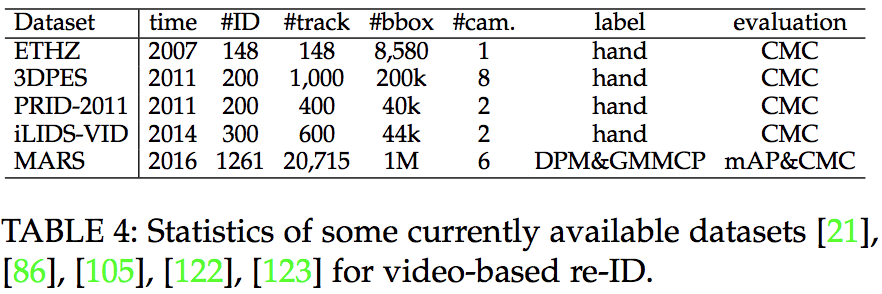 Dataset time #ID #track #bbox #cam. label evaluation
ETHZ 2007 148 148 8,580 1 hand CMC
3DPES 2011 200 1,000 200k 8 hand CMC
PRID-2011 2011 200 400 40k 2 hand CMC
iLIDS-VID 2014 300 600 44k 2 hand CMC
MARS 2016 1261 20,715 1M 6 DPM&GMMCP mAP&CMC
TABLE 4: Statistics of some currently available datasets [21],
[86], [105], [122], [123] for video-based re-ID.